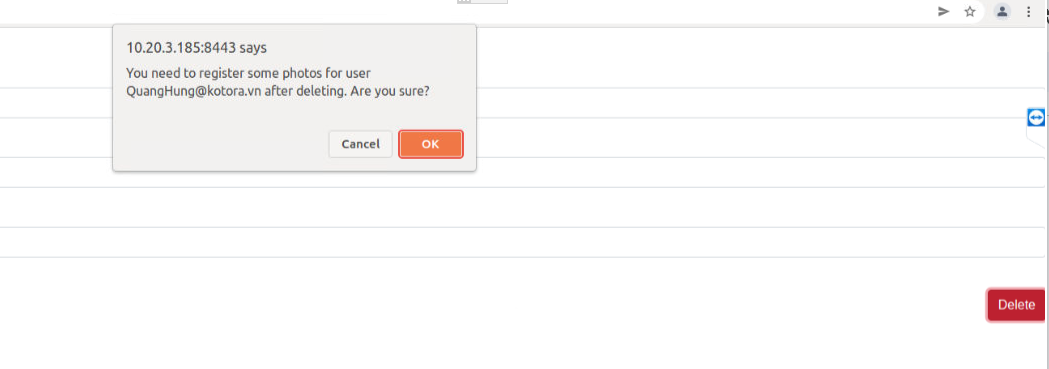 10.20.3.185:8443 says
You need to register some photos for user
QuangHung@kotora.vn after deleting. Are you sure?
Cancel
OK
Delete